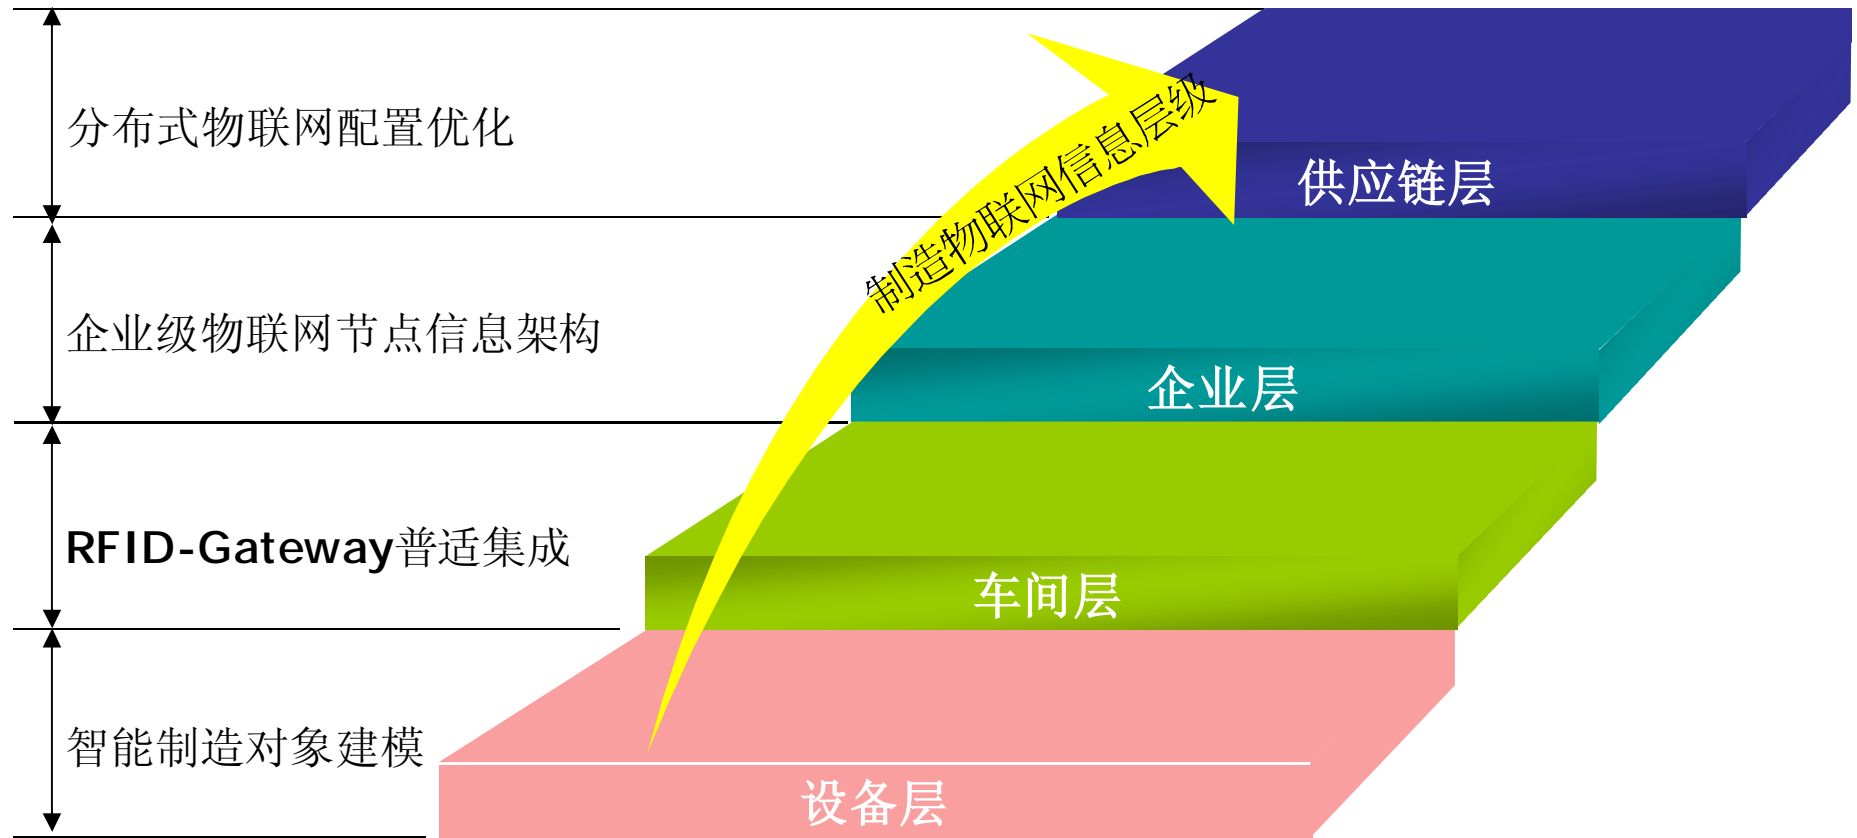 分布式物联网配置优化
供应链层
制造物联网信息层级
企业级物联网节点信息架构
企业层
RFID-Gateway普适集成
车间层
智能制造对象建模
设备层